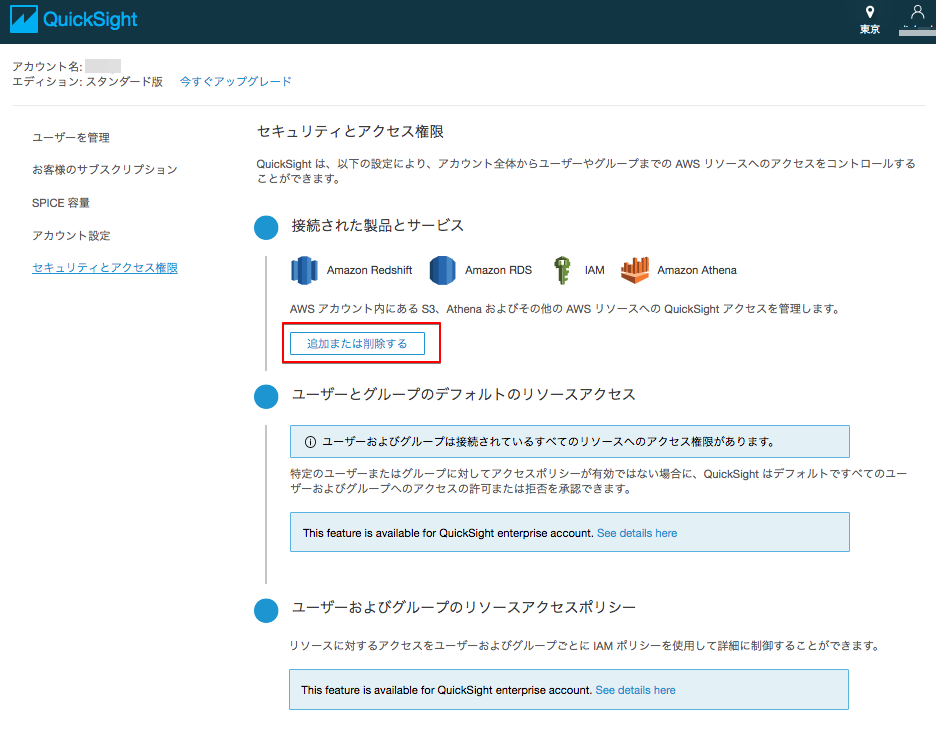 QuickSight
東京
アカウント名:
エディション: スタンダード版 今すぐアップグレード
ユーザーを管理
お客様のサブスクリプション
SPICE 容量
アカウント設定
セキュリティとアクセス権限
セキュリティとアクセス権限
QuickSight は、以下の設定により、アカウント全体からユーザーやグループまでの AWS リソースへのアクセスをコントロールする
ことができます。
接続された製品とサービス
Amazon Redshift Amazon RDS IAM Amazon Athena
AWS アカウント内にある S3、Athena およびその他の AWS リソースへの QuickSight アクセスを管理します。
追加または削除する
ユーザーとグループのデフォルトのリソースアクセス
ユーザーおよびグループは接続されているすべてのリソースへのアクセス権限があります。
特定のユーザーまたはグループに対してアクセスポリシーが有効ではない場合に、QuickSight はデフォルトですべてのユー
ザーおよびグループへのアクセスの許可または拒否を承認できます。
This feature is available for QuickSight enterprise account. See details here
ユーザーおよびグループのリソースアクセスポリシー
リソースに対するアクセスをユーザーおよびグループごとに IAM ポリシーを使用して詳細に制御することができます。
This feature is available for QuickSight enterprise account. See details here